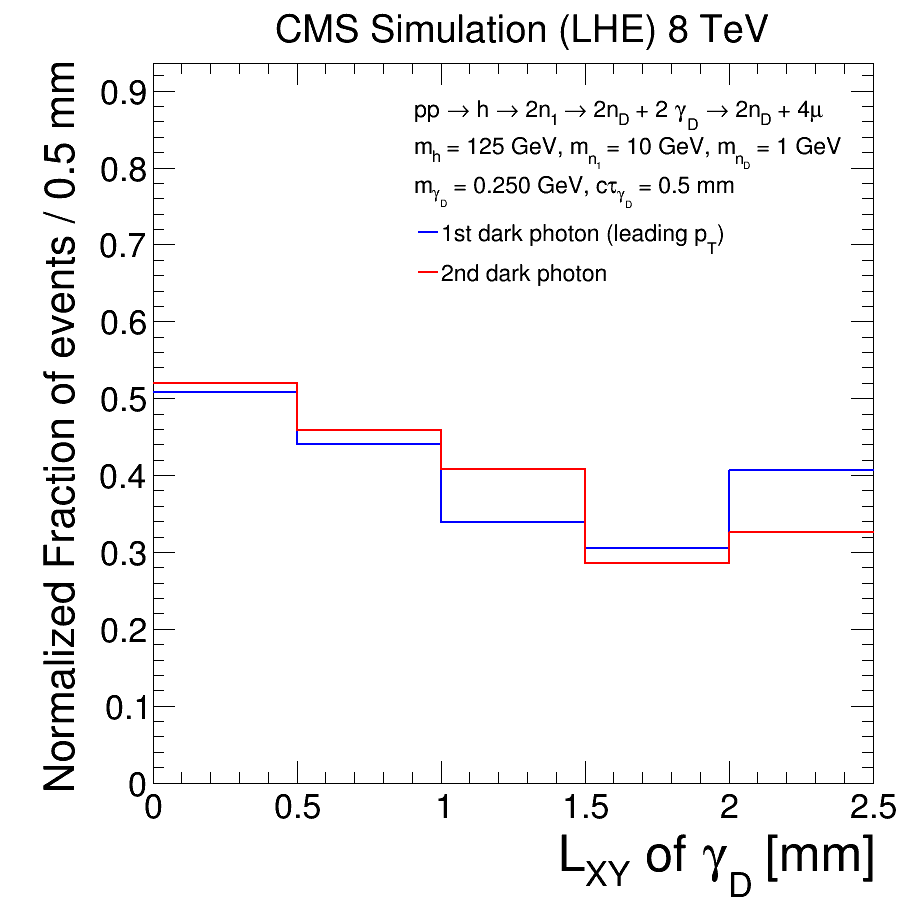 CMS Simulation (LHE) 8 TeV
Normalized Fraction of events / 0.5 mm
0.9
0.8
0.7
0.6
0.5
0.4
0.3
0.2
0.1
0
pp → h → 2n₁ → 2n_D + 2 γ_D → 2n_D + 4μ
m_h = 125 GeV, m_n₁ = 10 GeV, m_n_D = 1 GeV
m_γ_D = 0.250 GeV, cτ_γ_D = 0.5 mm
1st dark photon (leading p_T)
2nd dark photon
0 0.5 1 1.5 2 2.5
L_XY of γ_D [mm]